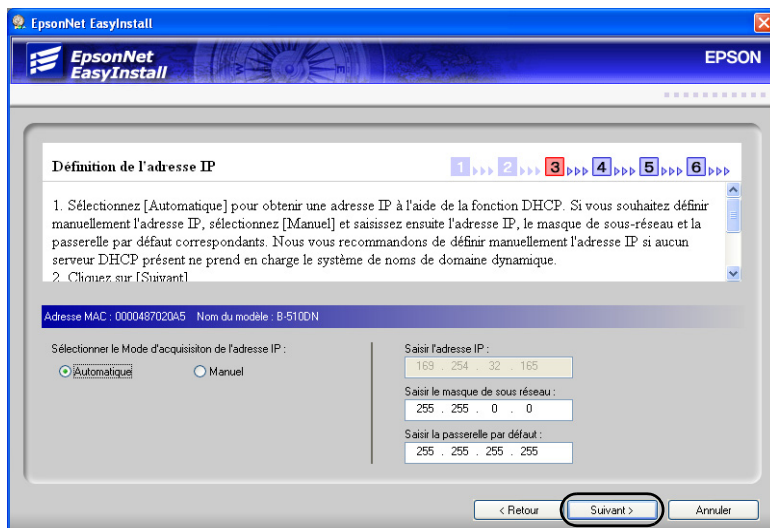 EpsonNet EasyInstall
EpsonNet
EasyInstall
EPSON
Définition de l'adresse IP
1 2 3 4 5 6
1. Sélectionnez [Automatique] pour obtenir une adresse IP à l'aide de la fonction DHCP. Si vous souhaitez définir
manuellement l'adresse IP, sélectionnez [Manuel] et saisissez ensuite l'adresse IP, le masque de sous-réseau et la
passerelle par défaut correspondants. Nous vous recommandons de définir manuellement l'adresse IP si aucun
serveur DHCP présent ne prend en charge le système de noms de domaine dynamique.
2. Cliquez sur [Suivant]
Adresse MAC : 0000487020A5 Nom du modèle : B-510DN
Sélectionner le Mode d'acquisisiton de l'adresse IP :
Automatique Manuel
Saisir l'adresse IP :
169 . 254 . 32 . 165
Saisir le masque de sous réseau :
255 . 255 . 0 . 0
Saisir la passerelle par défaut :
255 . 255 . 255 . 255
< Retour Suivant > Annuler